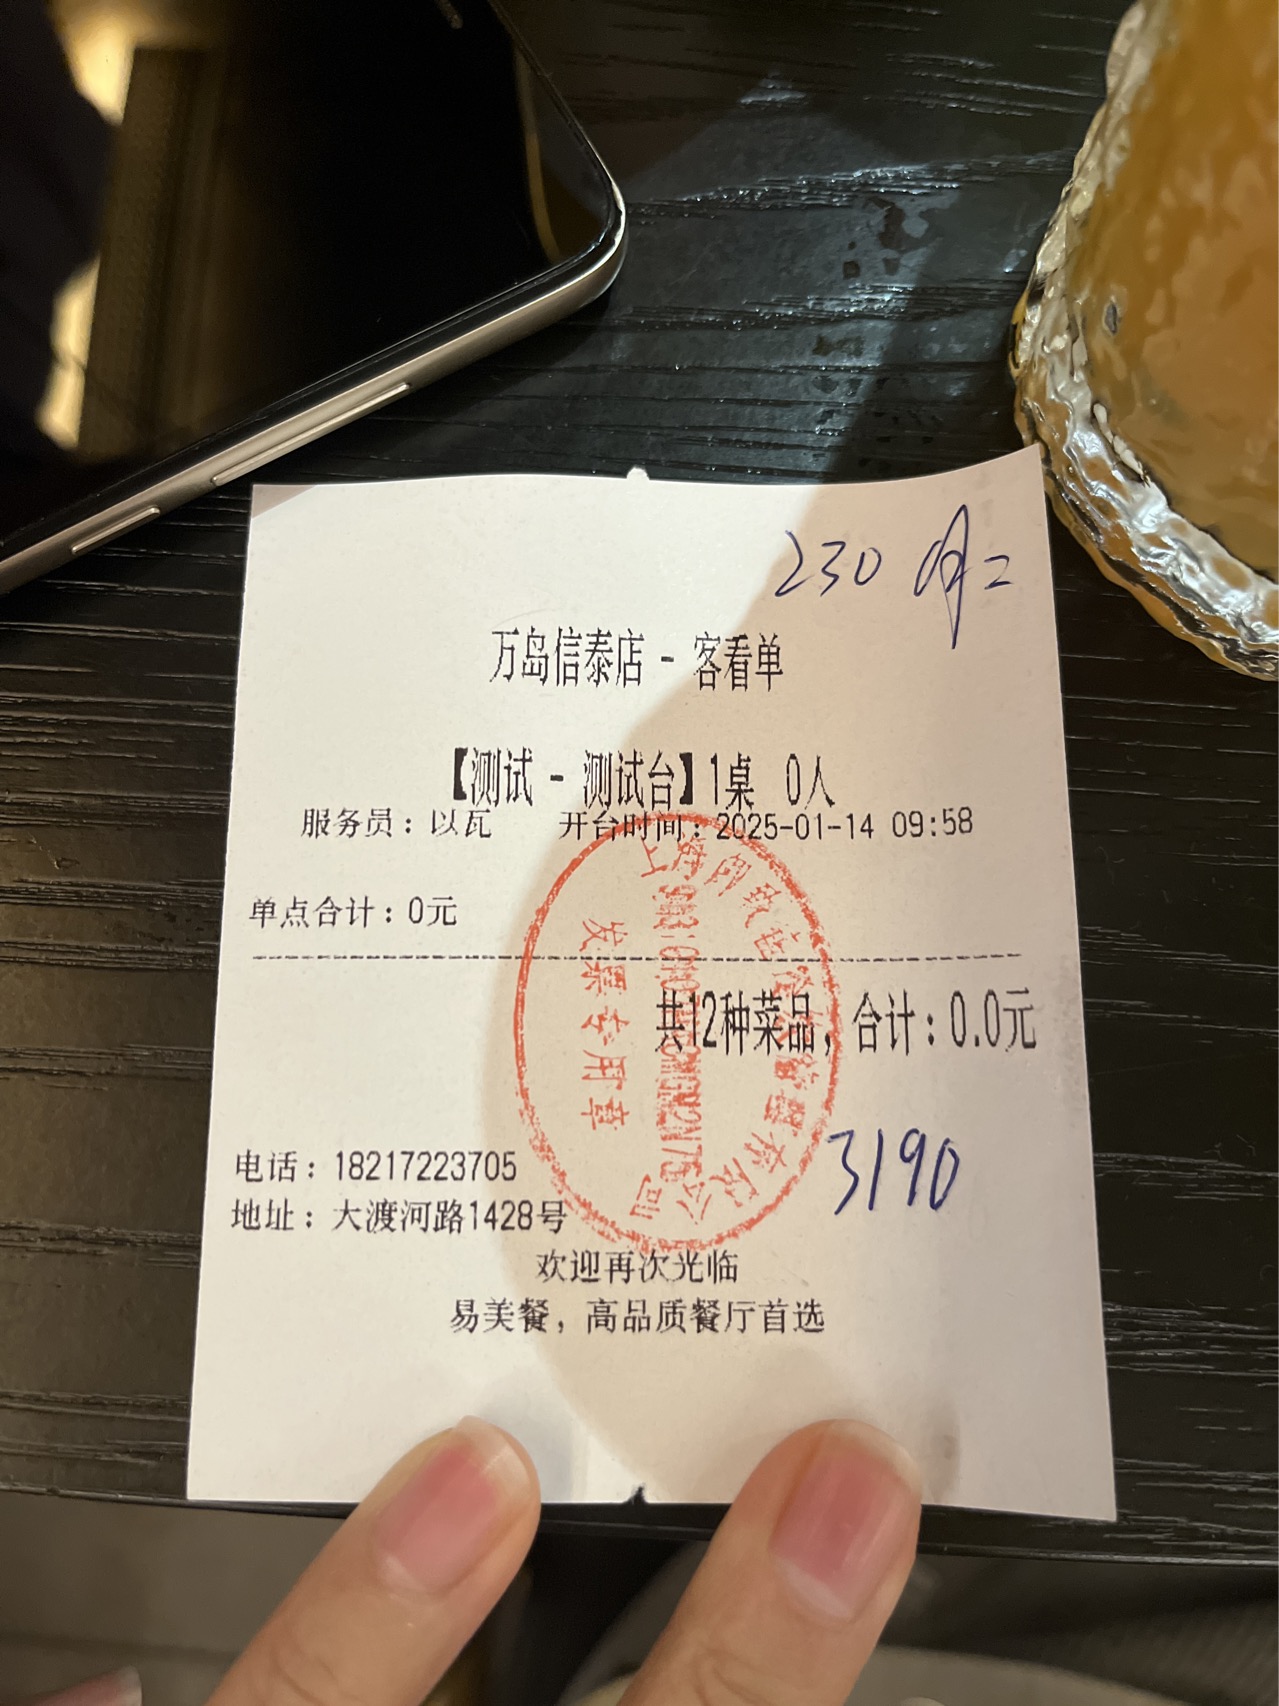 230
万岛信泰店 - 客看单
【测试 - 测试台】1桌 0人
服务员：以瓦 开台时间：2025-01-14 09:58
单点合计：0元
共12种菜品，合计：0.0元
发票专用章
3190
电话：18217223705
地址：大渡河路1428号
欢迎再次光临
易美餐，高品质餐厅首选